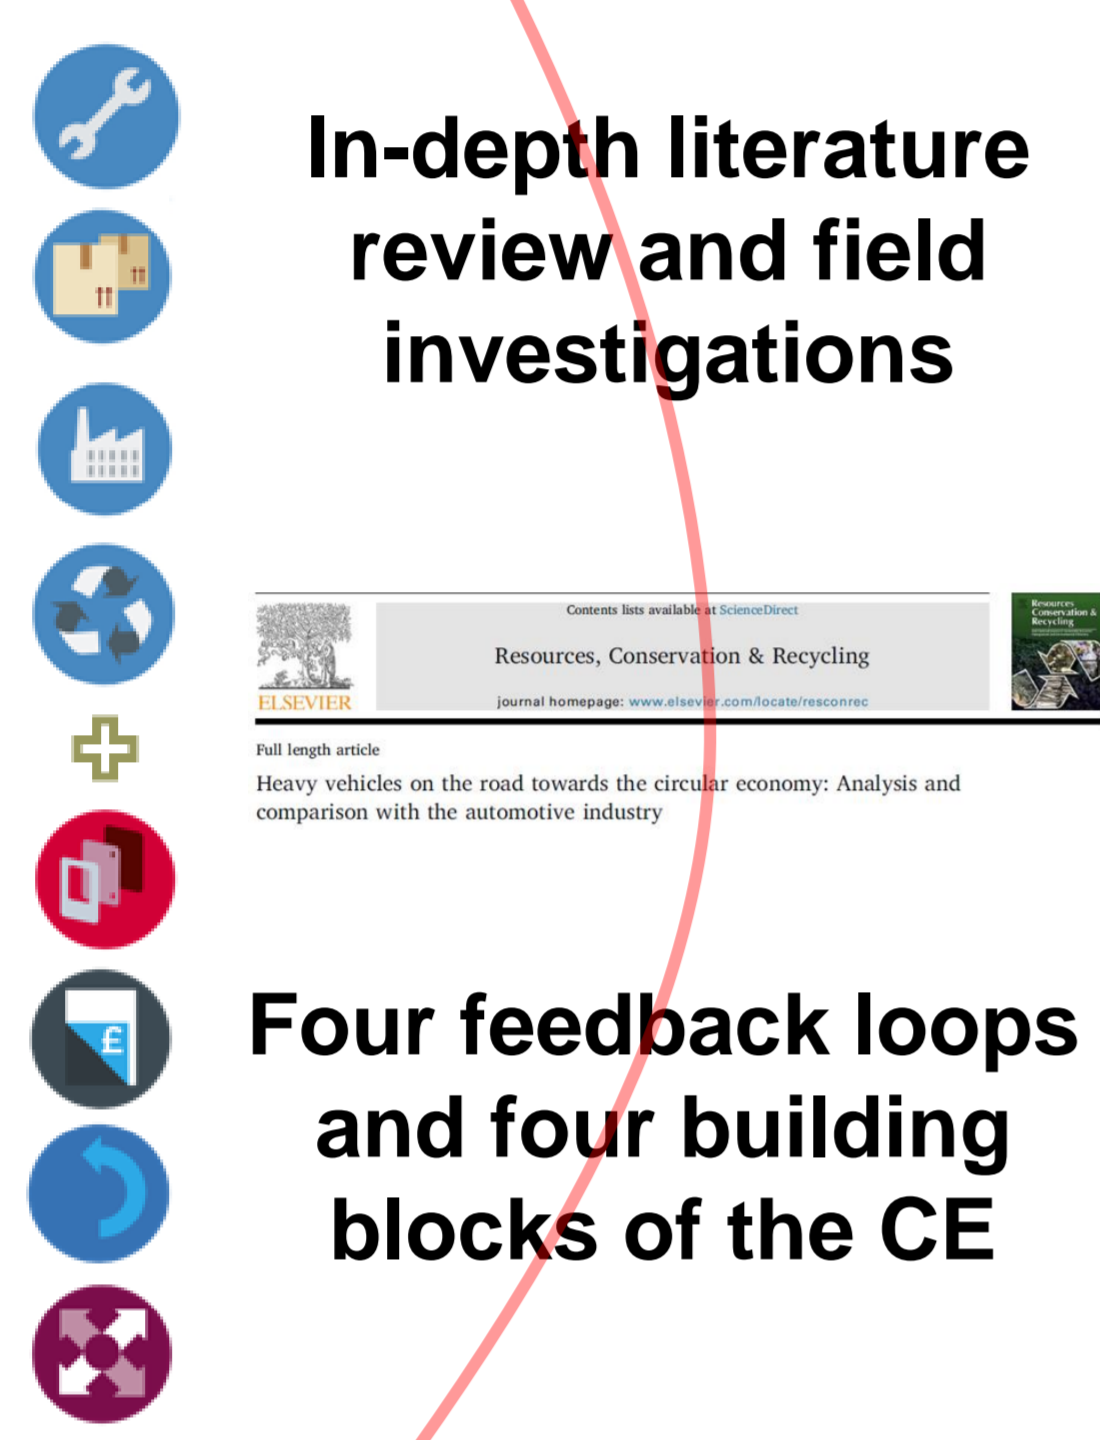 In-depth literature
review and field
investigations
Contents lists available at ScienceDirect
Resources, Conservation & Recycling
journal homepage: www.elsevier.com/locate/resconrec
ELSEVIER
Resources
Conservation &
Recycling
Full length article
Heavy vehicles on the road towards the circular economy: Analysis and
comparison with the automotive industry
£
Four feedback loops
and four building
blocks of the CE